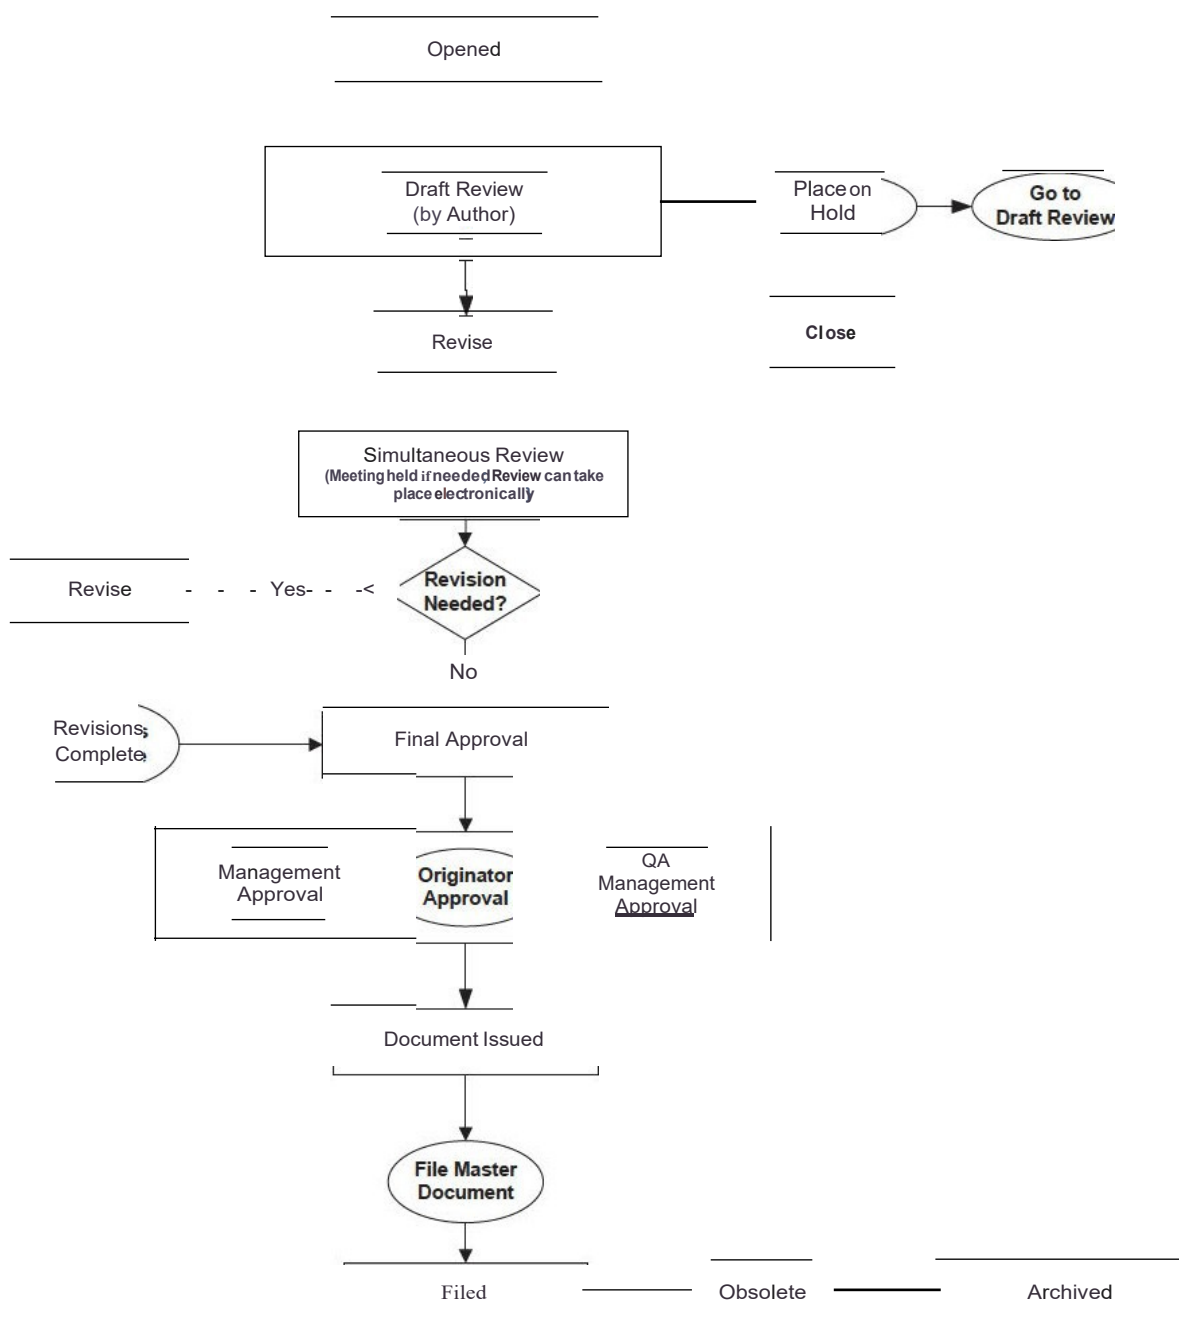 Opened
Draft Review
(by Author)
Place on
Hold
Go to
Draft Review
Revise
Close
Simultaneous Review
(Meeting held if needed, Review can take
place electronically)
Revise
- - - Yes- - -<
Revision
Needed?
No
Revisions
Complete
Final Approval
Management
Approval
Originator
Approval
QA
Management
Approval
Document Issued
File Master
Document
Filed
Obsolete
Archived